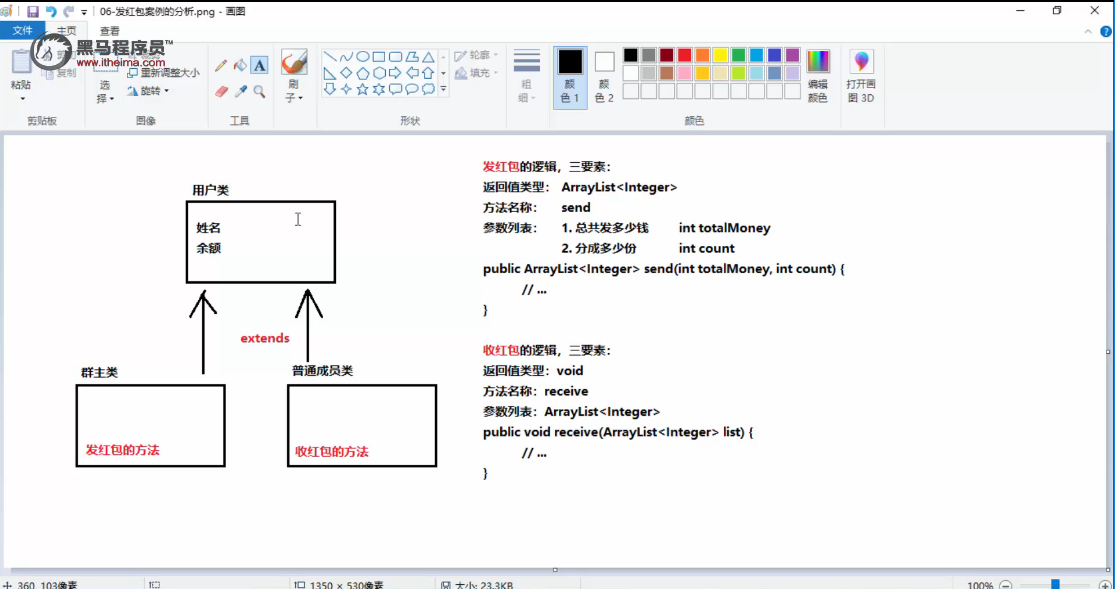 06-发红包案例的分析.png - 画图
文件
主页
查看
黑马程序员™
www.itheima.com
粘贴
复制
剪贴板
选择
重新调整大小
旋转
图像
A
工具
刷子
形状
轮廓
填充
粗细
颜色 1
颜色 2
颜色
编辑颜色
打开画图 3D
用户类
姓名
余额
extends
群主类
发红包的方法
普通成员类
收红包的方法
发红包的逻辑，三要素：
返回值类型： ArrayList<Integer>
方法名称： send
参数列表： 1. 总共发多少钱 int totalMoney
2. 分成多少份 int count
public ArrayList<Integer> send(int totalMoney, int count) {
// ...
}
收红包的逻辑，三要素：
返回值类型：void
方法名称：receive
参数列表：ArrayList<Integer>
public void receive(ArrayList<Integer> list) {
// ...
}
360, 103像素
1350 × 530像素
大小: 23.3KB
100%